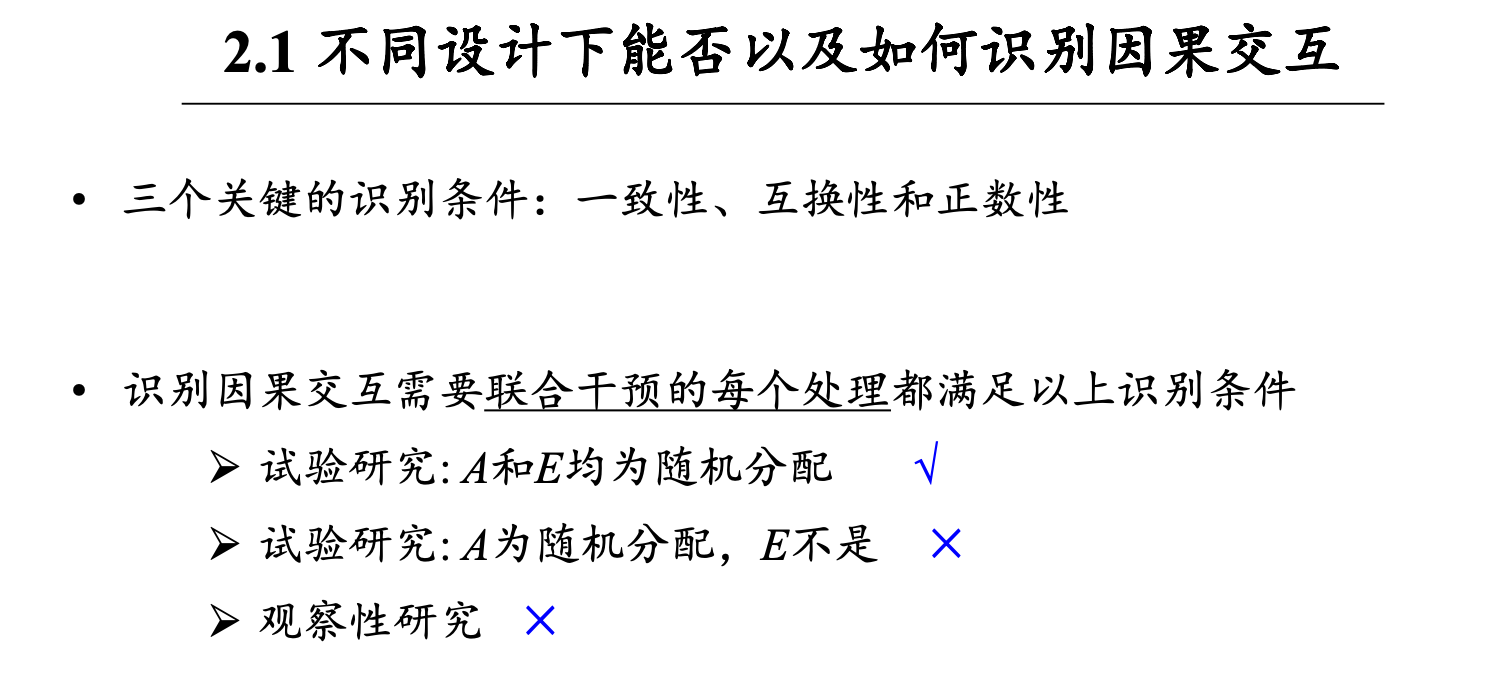 2.1 不同设计下能否以及如何识别因果交互
• 三个关键的识别条件：一致性、互换性和正数性
• 识别因果交互需要联合干预的每个处理都满足以上识别条件
➢ 试验研究: A和E均为随机分配 √
➢ 试验研究: A为随机分配，E不是 ×
➢ 观察性研究 ×